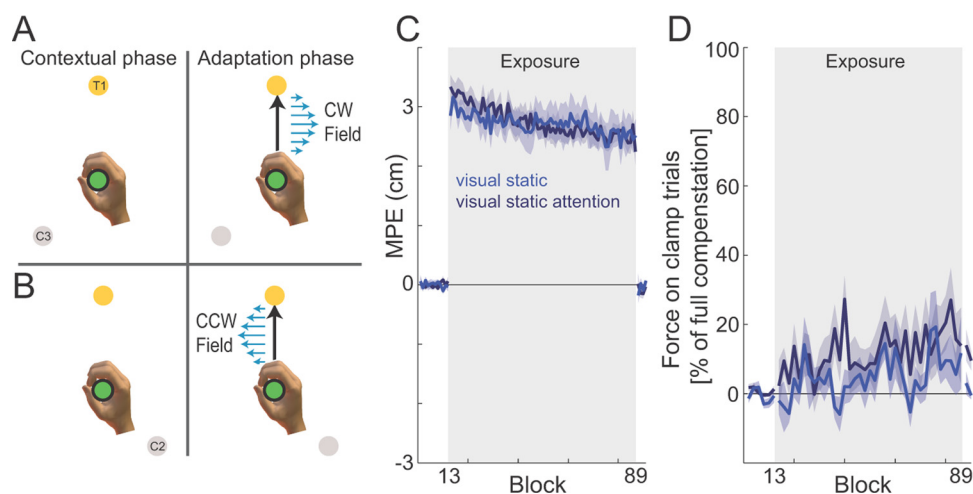 A
Contextual phase
Adaptation phase
T1
CW
Field
C3
B
CCW
Field
C2
C
Exposure
3
MPE (cm)
visual static
visual static attention
0
-3
13
89
Block
D
Exposure
Force on clamp trials
[% of full compenstation]
100
80
60
40
20
0
13
89
Block